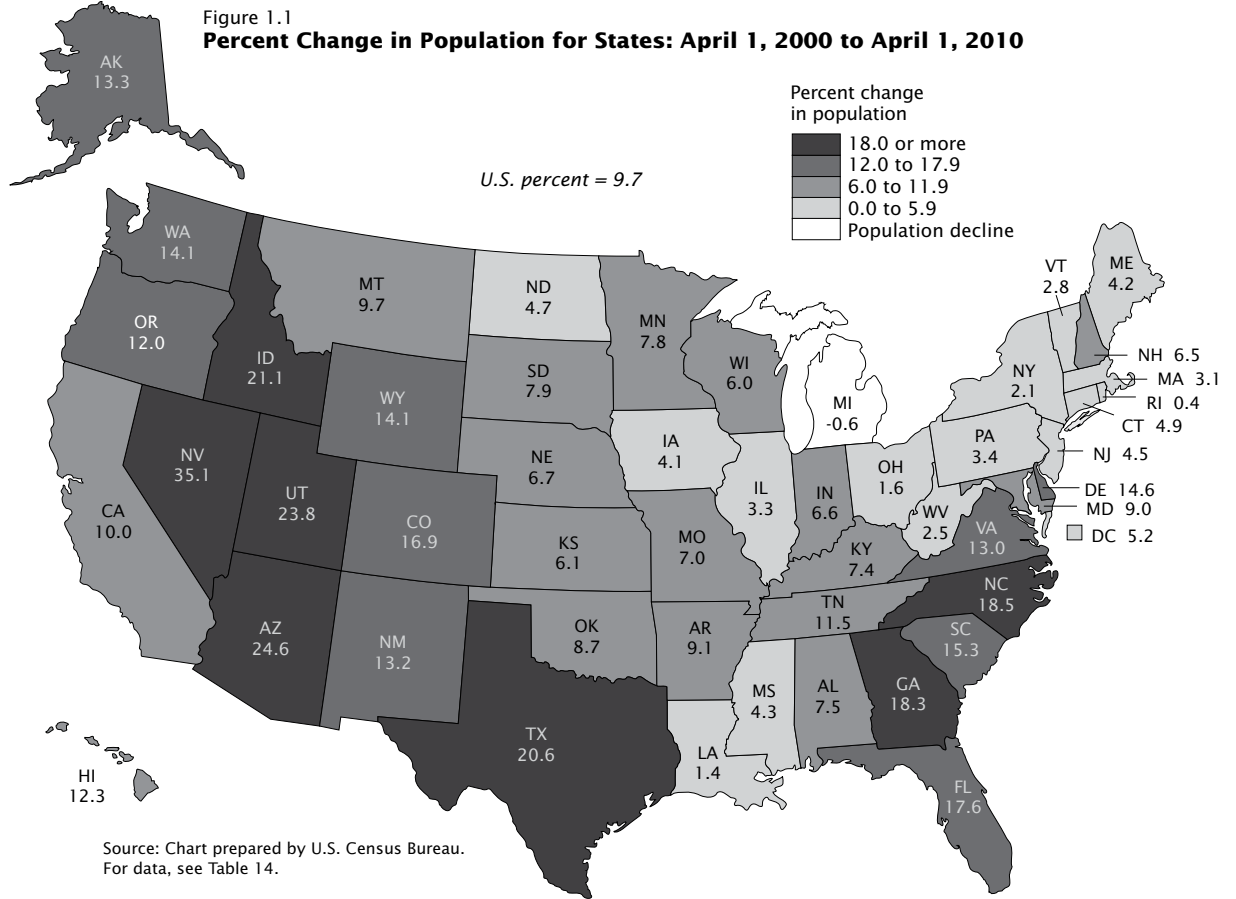 Figure 1.1
Percent Change in Population for States: April 1, 2000 to April 1, 2010
Percent change
in population
18.0 or more
12.0 to 17.9
6.0 to 11.9
0.0 to 5.9
Population decline
U.S. percent = 9.7
AK
13.3
WA
14.1
OR
12.0
ID
21.1
MT
9.7
ND
4.7
MN
7.8
WI
6.0
MI
-0.6
SD
7.9
WY
14.1
NV
35.1
UT
23.8
CA
10.0
CO
16.9
NE
6.7
IA
4.1
IL
3.3
IN
6.6
OH
1.6
PA
3.4
NY
2.1
VT
2.8
ME
4.2
NH 6.5
MA 3.1
RI 0.4
CT 4.9
NJ 4.5
DE 14.6
MD 9.0
DC 5.2
WV
2.5
VA
13.0
KY
7.4
KS
6.1
MO
7.0
TN
11.5
NC
18.5
SC
15.3
AZ
24.6
NM
13.2
OK
8.7
AR
9.1
MS
4.3
AL
7.5
GA
18.3
TX
20.6
LA
1.4
FL
17.6
HI
12.3
Source: Chart prepared by U.S. Census Bureau.
For data, see Table 14.